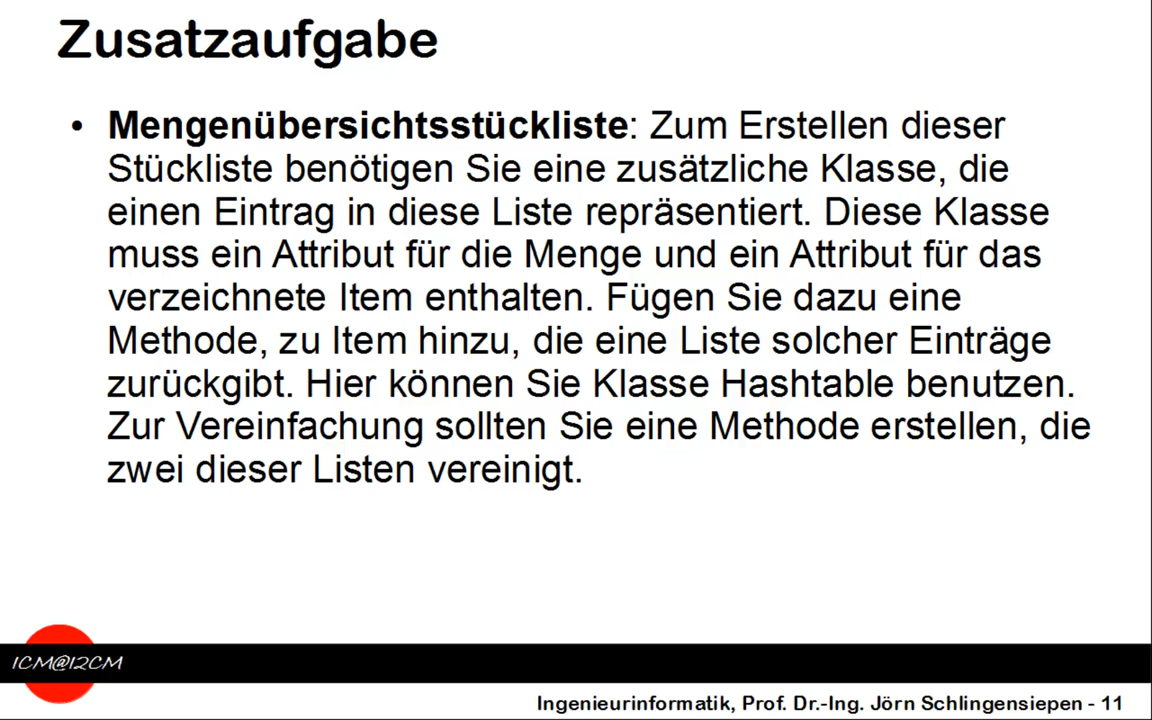 Zusatzaufgabe
• Mengenübersichtsstückliste: Zum Erstellen dieser
Stückliste benötigen Sie eine zusätzliche Klasse, die
einen Eintrag in diese Liste repräsentiert. Diese Klasse
muss ein Attribut für die Menge und ein Attribut für das
verzeichnete Item enthalten. Fügen Sie dazu eine
Methode, zu Item hinzu, die eine Liste solcher Einträge
zurückgibt. Hier können Sie Klasse Hashtable benutzen.
Zur Vereinfachung sollten Sie eine Methode erstellen, die
zwei dieser Listen vereinigt.
1CM@12CM
Ingenieurinformatik, Prof. Dr.-Ing. Jörn Schlingensiepen - 11